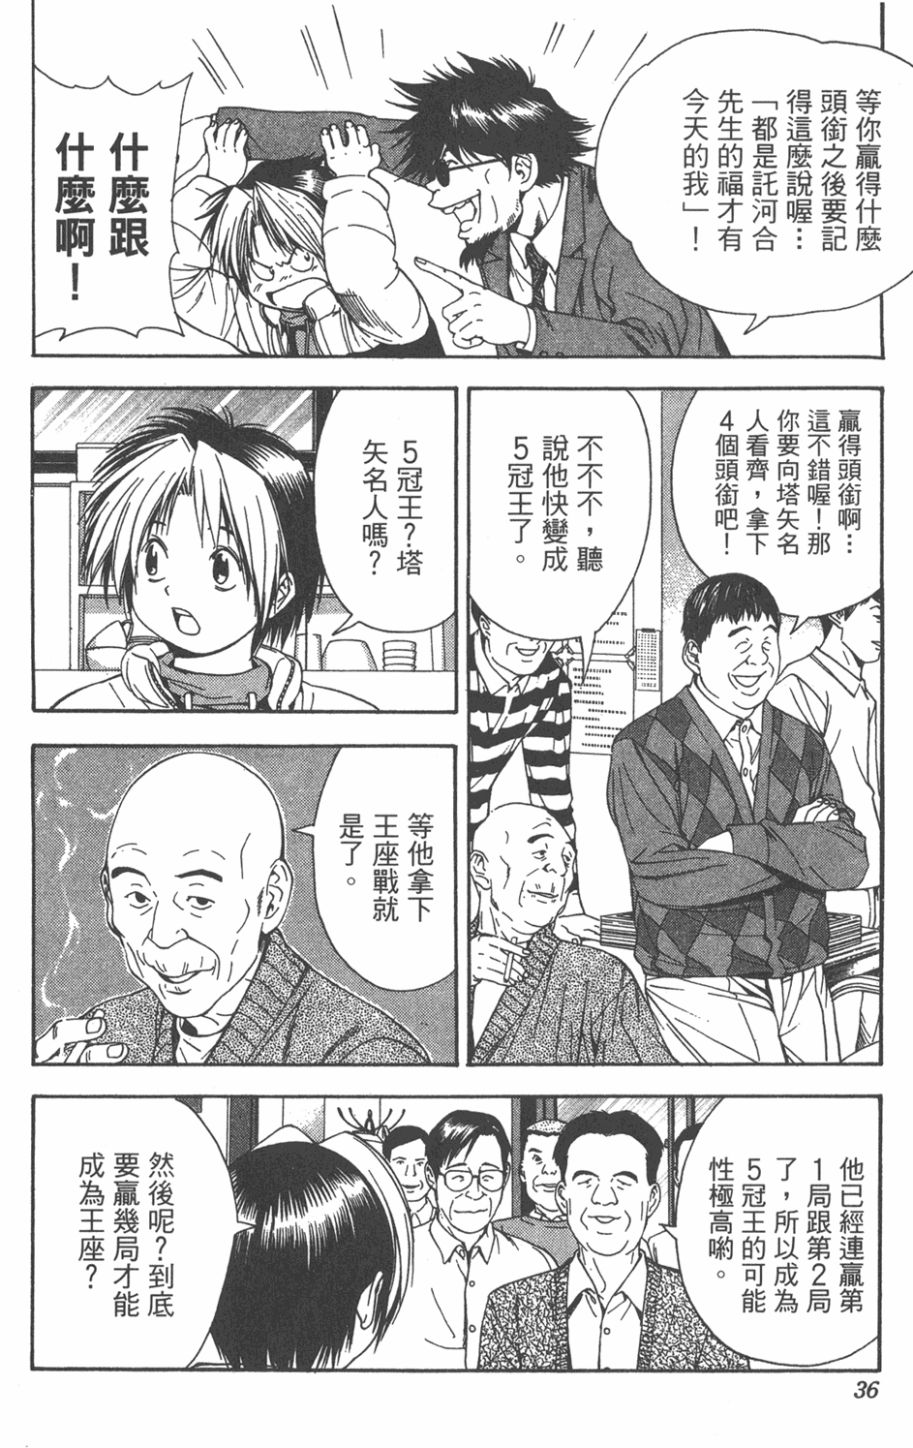 等你贏得什麼
頭銜之後要記
得這麼說喔…
「都是託河合
先生的福才有
今天的我」！
什麼跟
什麼啊！
贏得頭銜啊…
這不錯喔！那
你要向塔矢名
人看齊，拿下
4個頭銜吧！
不不不，聽
說他快變成
5冠王了。
5冠王？塔
矢名人嗎？
等他拿下
王座戰就
是了。
他已經連贏第
1局跟第2局
了，所以成為
5冠王的可能
性極高喲。
然後呢？到底
要贏幾局才能
成為王座？
36